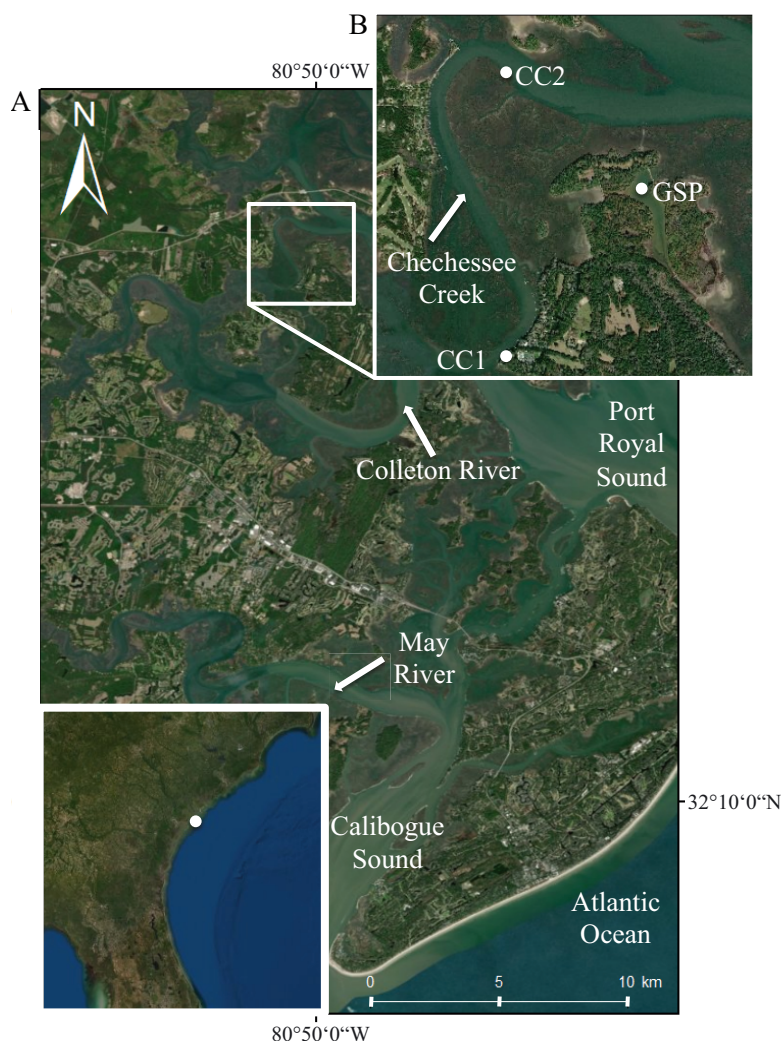 B
80°50‘0“W
A
N
CC2
GSP
Chechessee
Creek
CC1
Port
Royal
Sound
Colleton River
May
River
32°10‘0“N
Calibogue
Sound
Atlantic
Ocean
0 5 10 km
80°50‘0“W